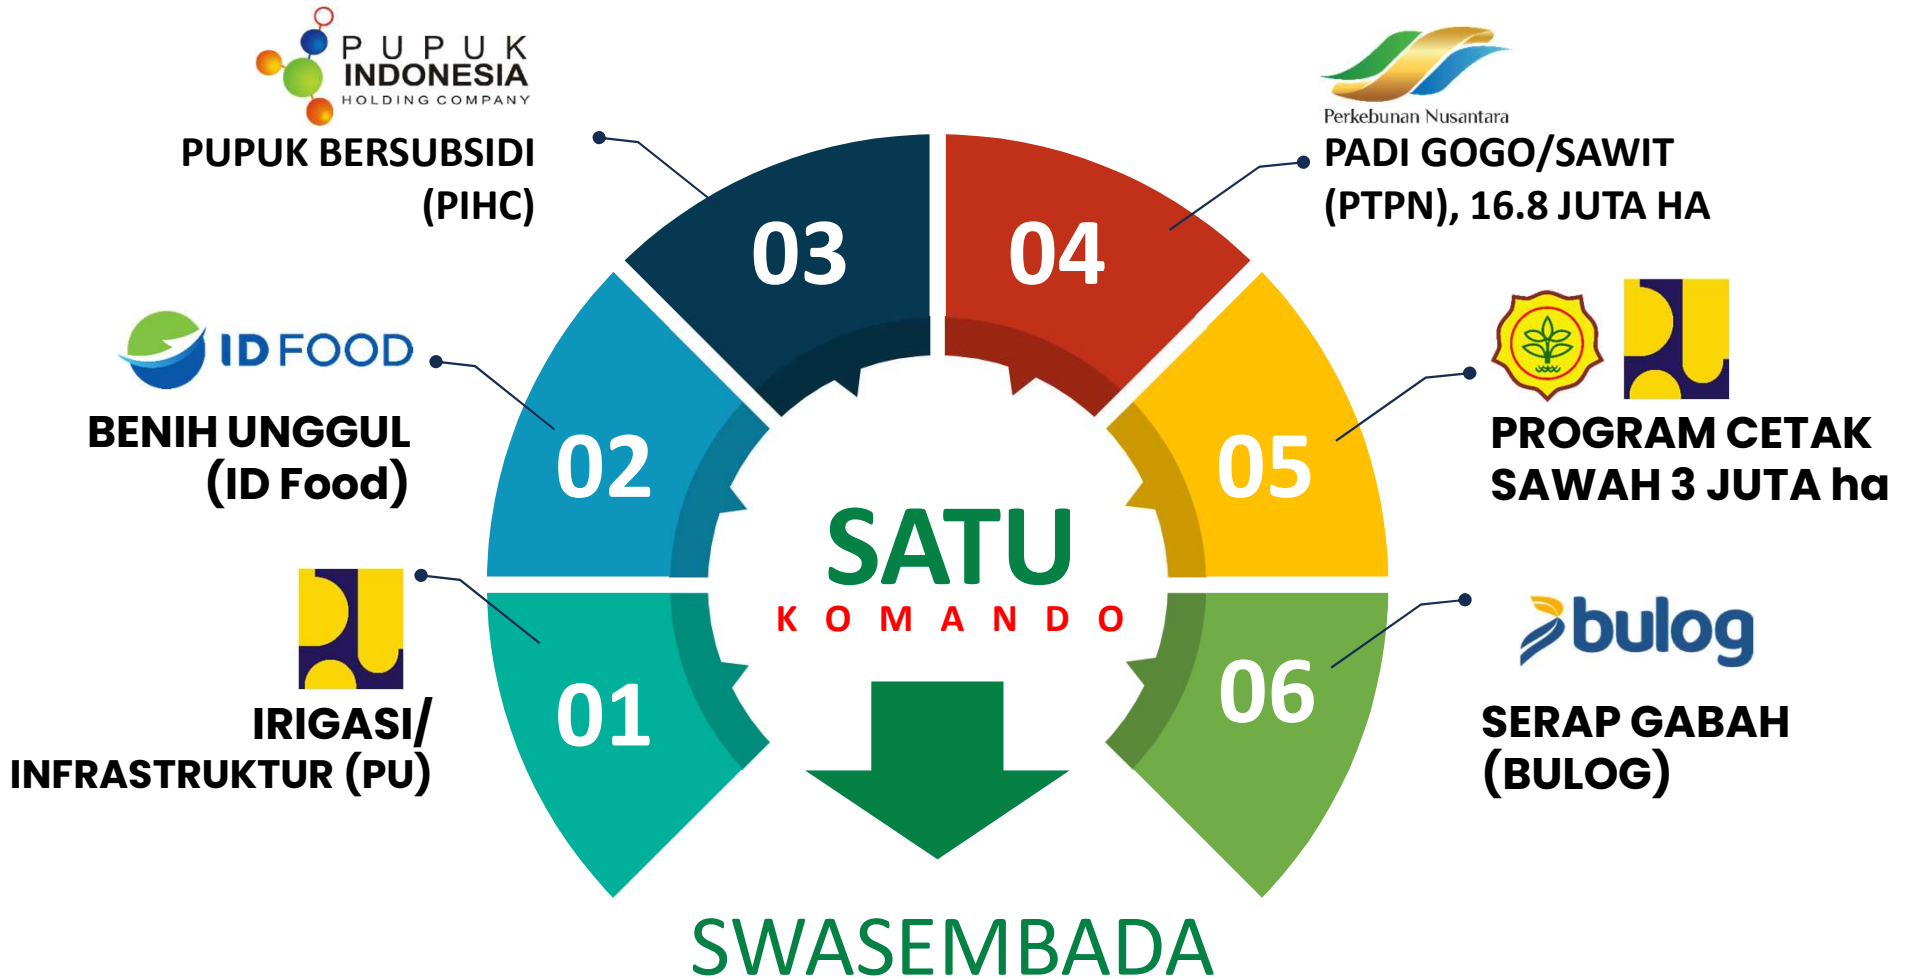 PUPUK
INDONESIA
HOLDING COMPANY
PUPUK BERSUBSIDI
(PIHC)
03
ID FOOD
BENIH UNGGUL
(ID Food)
02
IRIGASI/
INFRASTRUKTUR (PU)
01
Perkebunan Nusantara
PADI GOGO/SAWIT
(PTPN), 16.8 JUTA HA
04
PROGRAM CETAK
SAWAH 3 JUTA ha
05
bulog
SERAP GABAH
(BULOG)
06
SATU
KOMANDO
SWASEMBADA